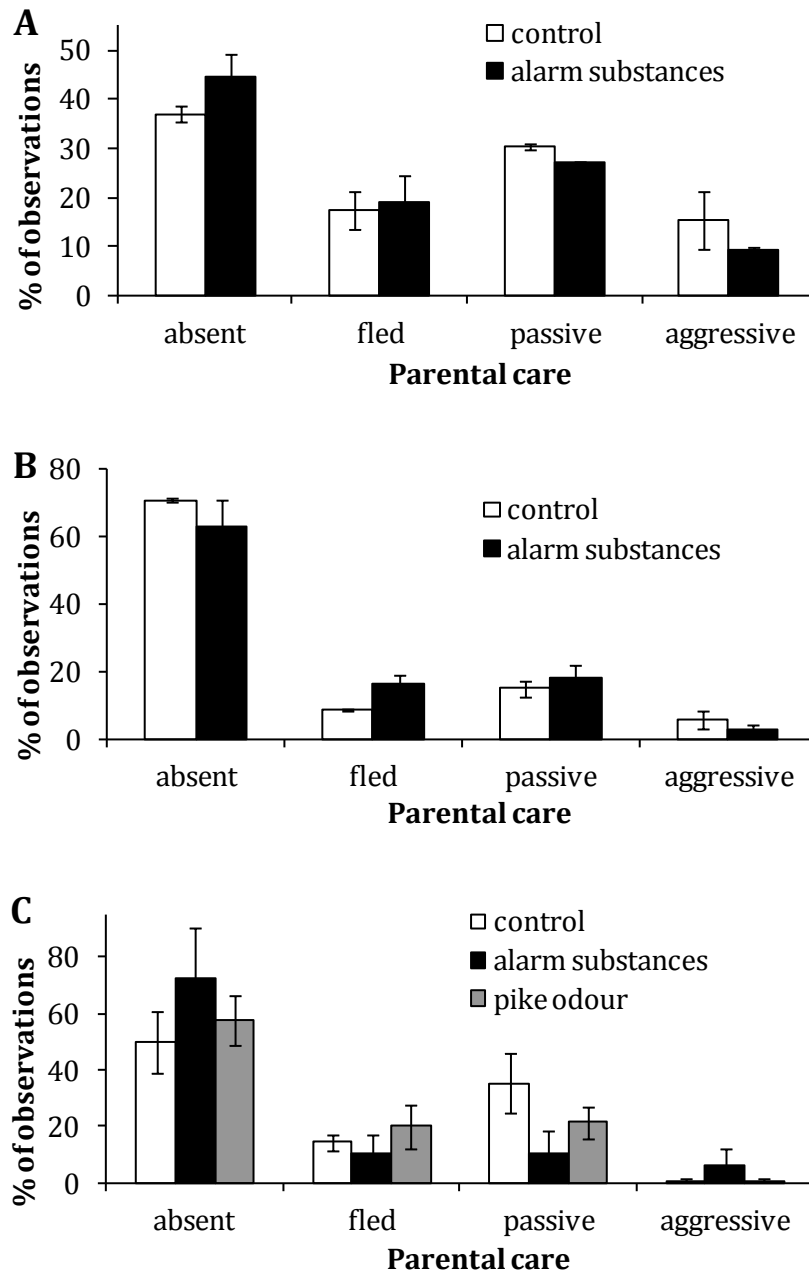 A
control
alarm substances
% of observations
50
40
30
20
10
0
absent fled passive aggressive
Parental care
B
control
alarm substances
% of observations
80
60
40
20
0
absent fled passive aggressive
Parental care
C
control
alarm substances
pike odour
% of observations
80
60
40
20
0
absent fled passive aggressive
Parental care